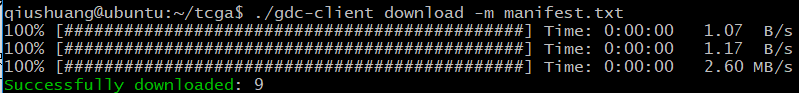 qiushuang@ubuntu:~/tcga$ ./gdc-client download -m manifest.txt
100% [##############################################] Time: 0:00:00   1.07  B/s
100% [##############################################] Time: 0:00:00   1.17  B/s
100% [##############################################] Time: 0:00:00   2.60 MB/s
Successfully downloaded: 9